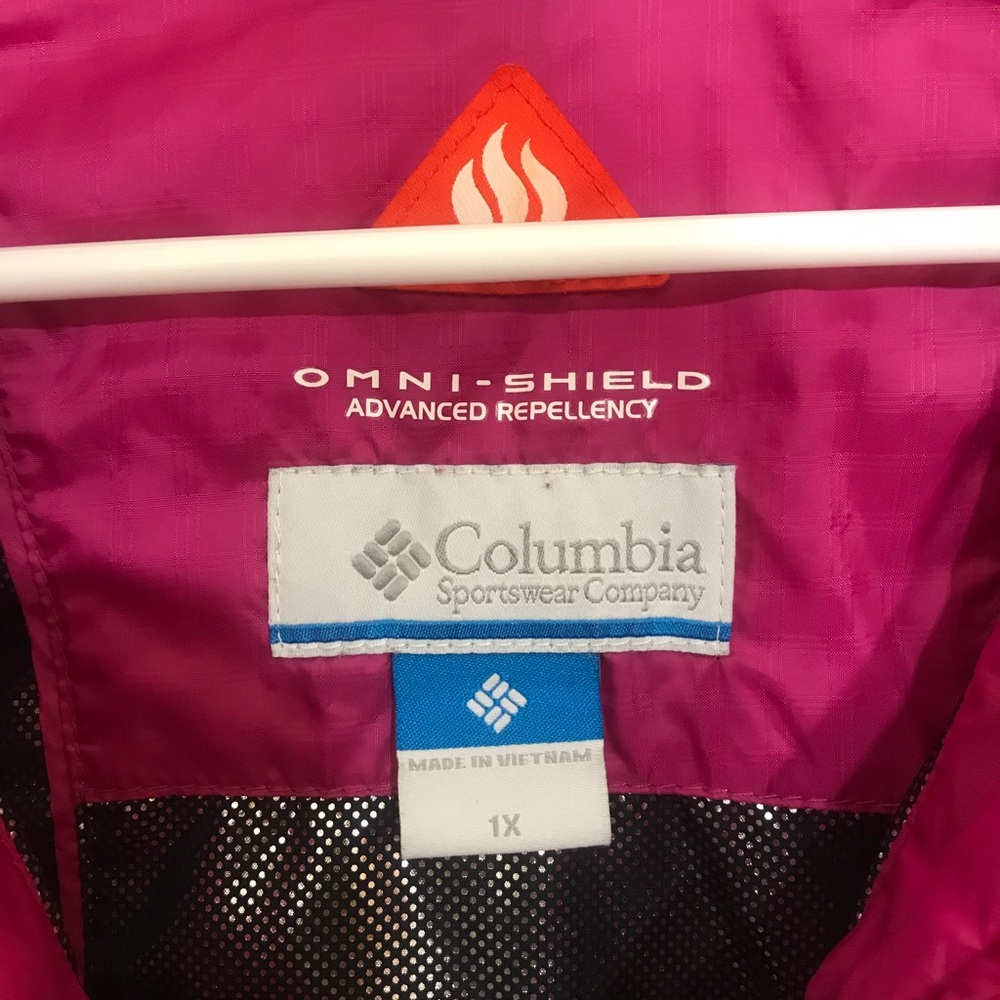 OMNI-SHIELD
ADVANCED REPELLENCY
Columbia
Sportswear Company
MADE IN VIETNAM
1X